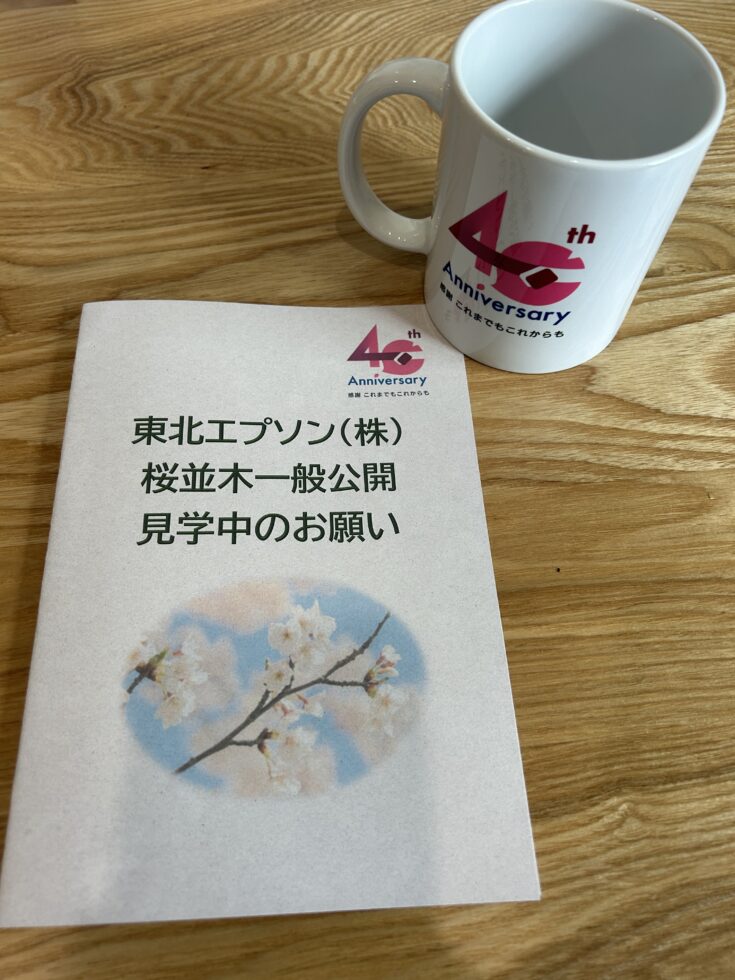 40th
Anniversary
感謝 これまでもこれからも
40th
Anniversary
感謝 これまでもこれからも
東北エプソン(株)
桜並木一般公開
見学中のお願い